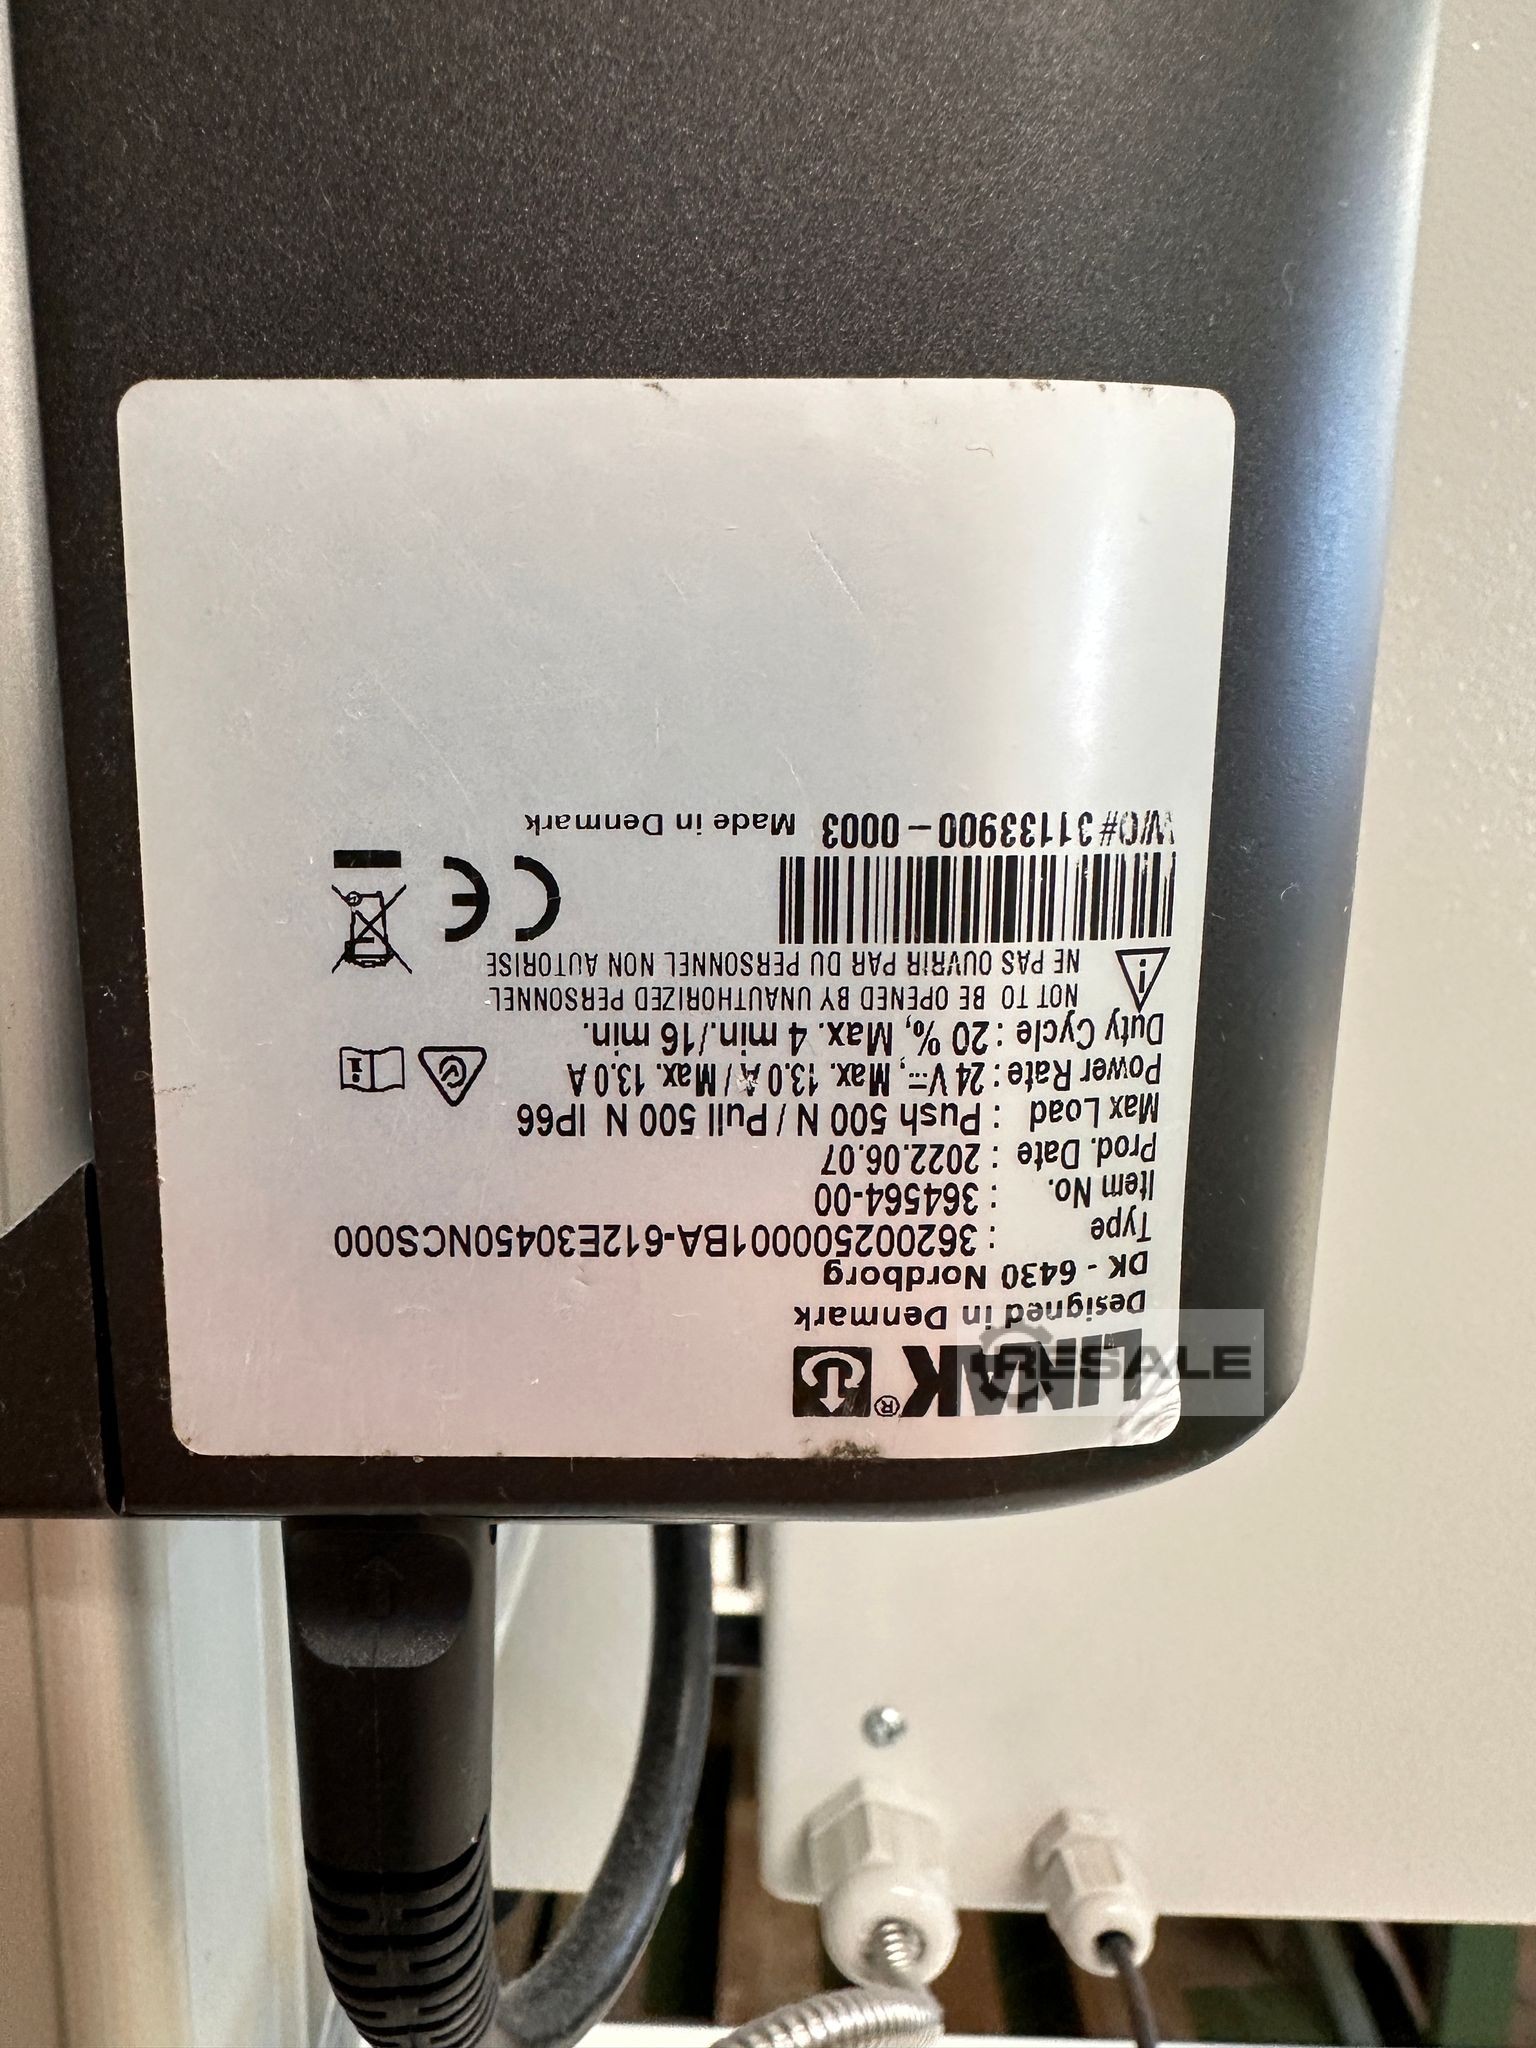 LINAK®
Designed in Denmark
DK - 6430 Nordborg
Type : 362002500001BA-612E30450NCS000
Item No. : 364564-00
Prod. Date : 2022.06.07
Max Load : Push 500 N / Pull 500 N IP66
Power Rate : 24 V⎓, Max. 13.0 A / Max. 13.0 A
Duty Cycle : 20 %, Max. 4 min./16 min.
NOT TO BE OPENED BY UNAUTHORIZED PERSONNEL
NE PAS OUVRIR PAR DU PERSONNEL NON AUTORISE
CE
W/O#31133900-0003 Made in Denmark
RESALE